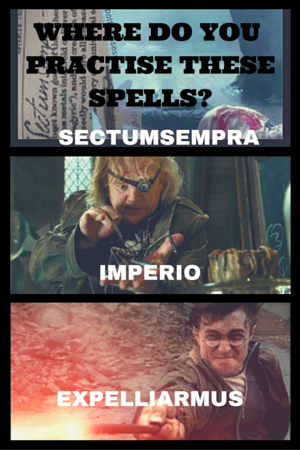 WHERE DO YOU
PRACTISE THESE
SPELLS?
SECTUMSEMPRA
IMPERIO
EXPELLIARMUS